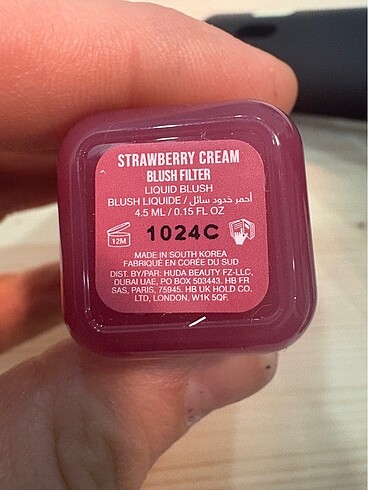 STRAWBERRY CREAM
BLUSH FILTER
LIQUID BLUSH
BLUSH LIQUIDE / أحمر خدود سائل
4.5 ML / 0.15 FL OZ
12M 1024C
MADE IN SOUTH KOREA
FABRIQUÉ EN CORÉE DU SUD
DIST. BY/PAR: HUDA BEAUTY FZ-LLC,
DUBAI UAE, PO BOX 503443. HB FR
SAS, PARIS, 75945. HB UK HOLD CO.
LTD, LONDON, W1K 5QF.